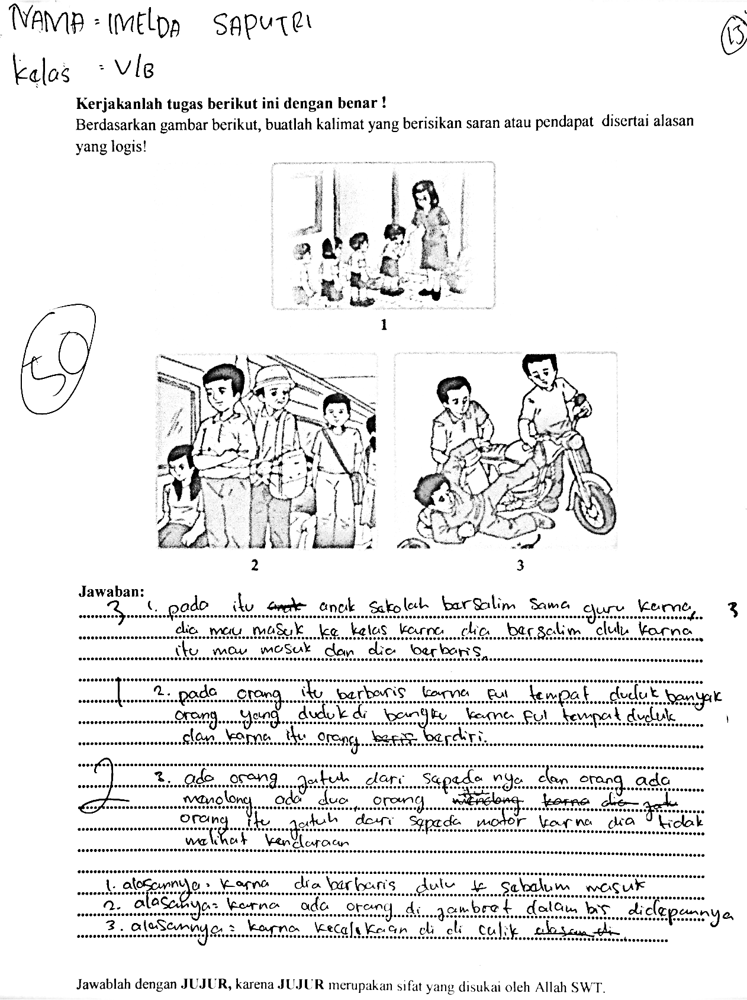 NAMA = IMELDA SAPUTRI
13
kelas = V/B
Kerjakanlah tugas berikut ini dengan benar !
Berdasarkan gambar berikut, buatlah kalimat yang berisikan saran atau pendapat disertai alasan
yang logis!
1
50
2 3
Jawaban:
3 1. pada itu anak anak sekolah bersalim sama guru karna, 3
dia mau masuk ke kelas karna dia bersalim dulu karna
itu mau masuk dan dia berbaris.
1 2. pada orang itu berbaris karna ful tempat duduk banyak
orang yang duduk di bangku karna ful tempat duduk 1
dan karna itu orang beris berdiri.
2 3. ada orang jatuh dari sepeda nya dan orang ada
menolong ada dua, orang menolong karna dia jatu
orang itu jatuh dari sepeda motor karna dia tidak
melihat kendaraan
1. alasannya = karna dia berbaris dulu k sebelum masuk
2. alasanya = karna ada orang di jambret dalam bis didepannya
3. alasannya = karna kecalekaan di di culik alasan di
Jawablah dengan JUJUR, karena JUJUR merupakan sifat yang disukai oleh Allah SWT.